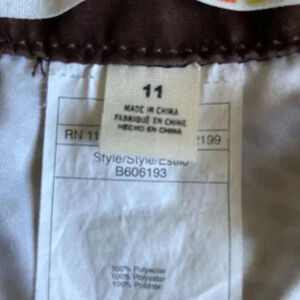 11
MADE IN CHINA
FABRIQUÉ EN CHINE
HECHO EN CHINA
RN 11
2199
Style/Style/Estilo
B606193
100% Polyester
100% Polyester
100% Polyester